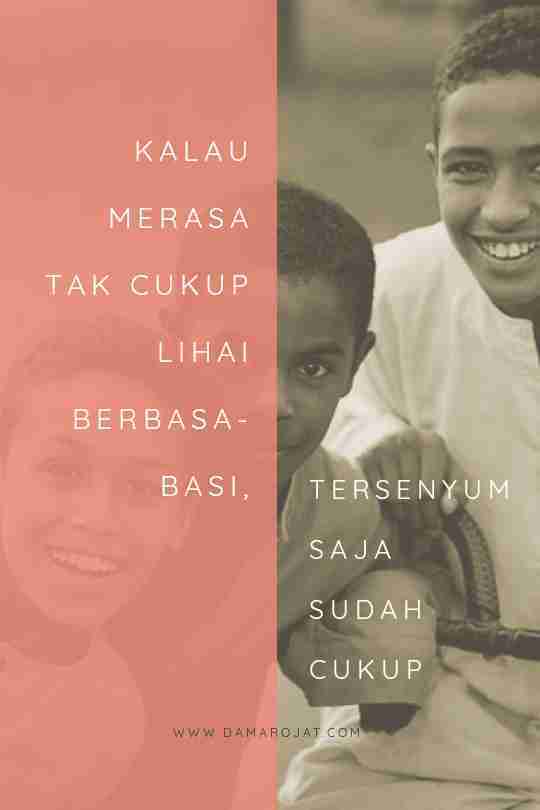 KALAU
MERASA
TAK CUKUP
LIHAI
BERBASA-
BASI,
TERSENYUM
SAJA
SUDAH
CUKUP
WWW.DAMAROJAT.COM